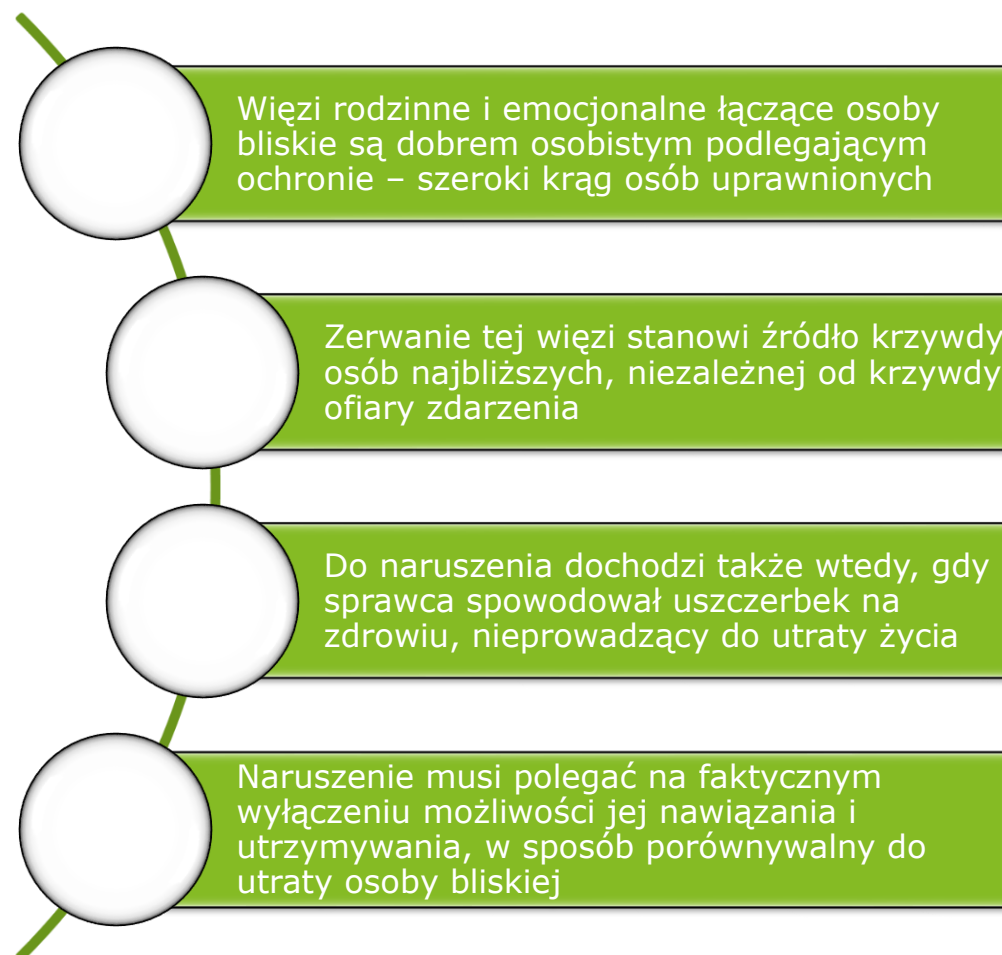 Więzi rodzinne i emocjonalne łączące osoby
bliskie są dobrem osobistym podlegającym
ochronie – szeroki krąg osób uprawnionych
Zerwanie tej więzi stanowi źródło krzywdy
osób najbliższych, niezależnej od krzywdy
ofiary zdarzenia
Do naruszenia dochodzi także wtedy, gdy
sprawca spowodował uszczerbek na
zdrowiu, nieprowadzący do utraty życia
Naruszenie musi polegać na faktycznym
wyłączeniu możliwości jej nawiązania i
utrzymywania, w sposób porównywalny do
utraty osoby bliskiej